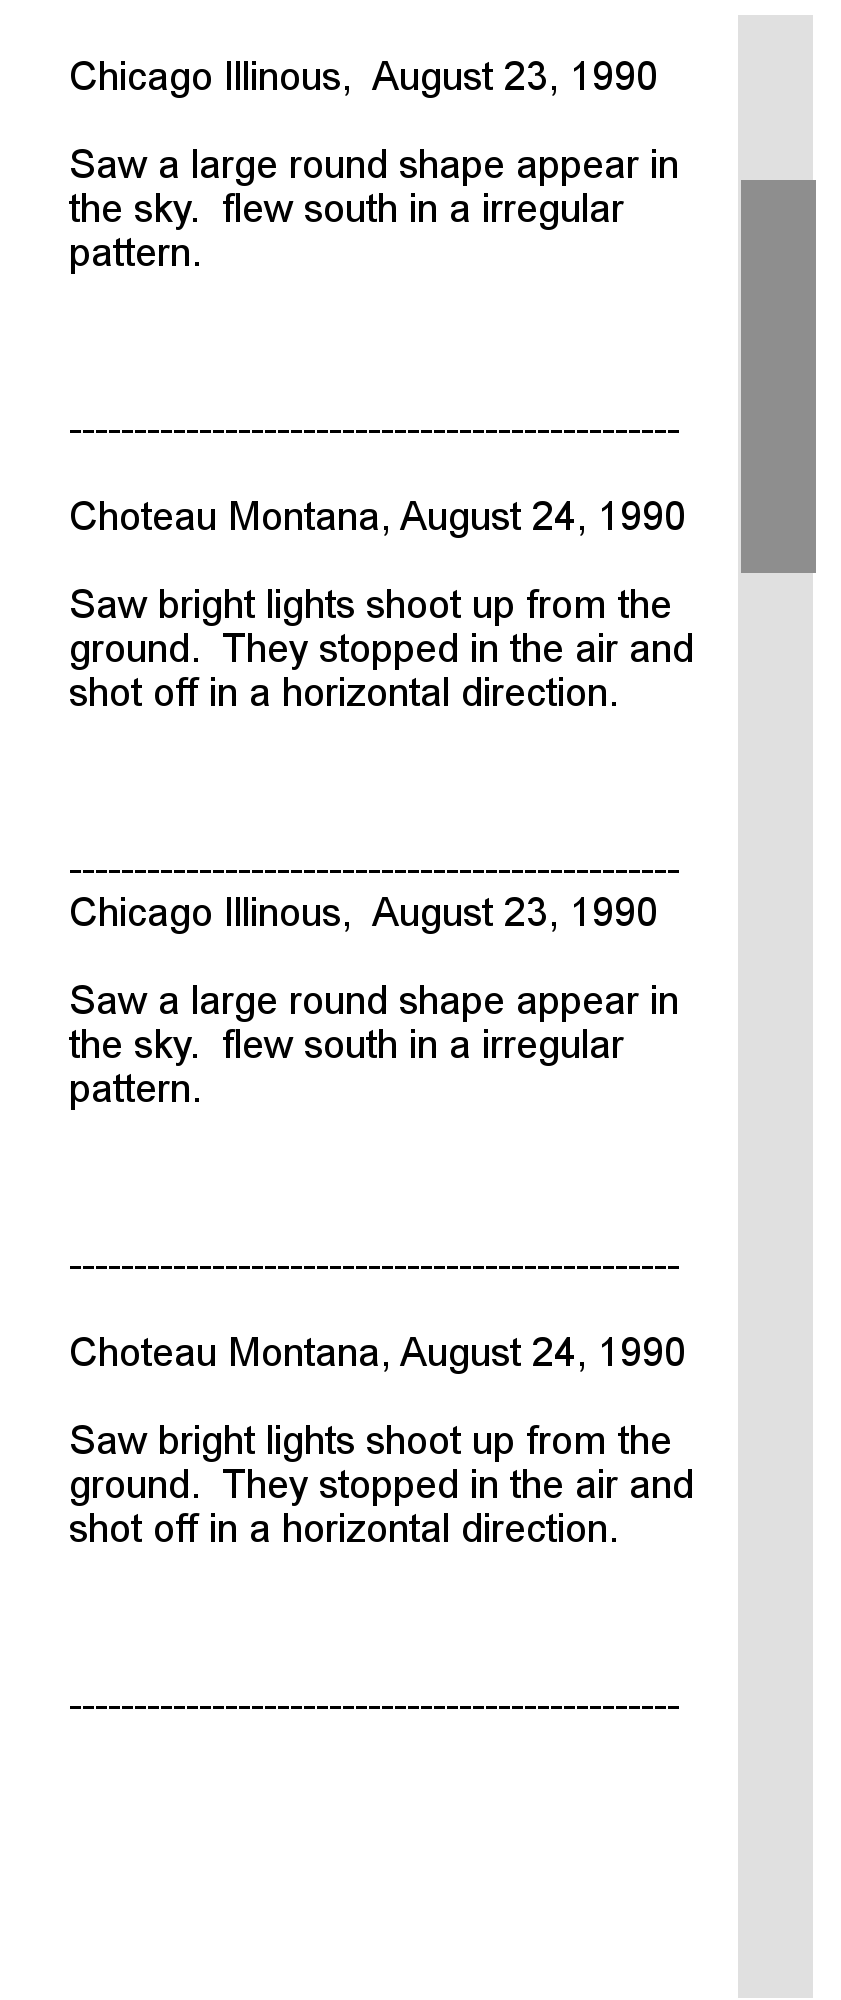 Chicago Illinous,  August 23, 1990
Saw a large round shape appear in
the sky.  flew south in a irregular
pattern.
-----------------------------------------------
Choteau Montana, August 24, 1990
Saw bright lights shoot up from the
ground.  They stopped in the air and
shot off in a horizontal direction.
-----------------------------------------------
Chicago Illinous,  August 23, 1990
Saw a large round shape appear in
the sky.  flew south in a irregular
pattern.
-----------------------------------------------
Choteau Montana, August 24, 1990
Saw bright lights shoot up from the
ground.  They stopped in the air and
shot off in a horizontal direction.
-----------------------------------------------